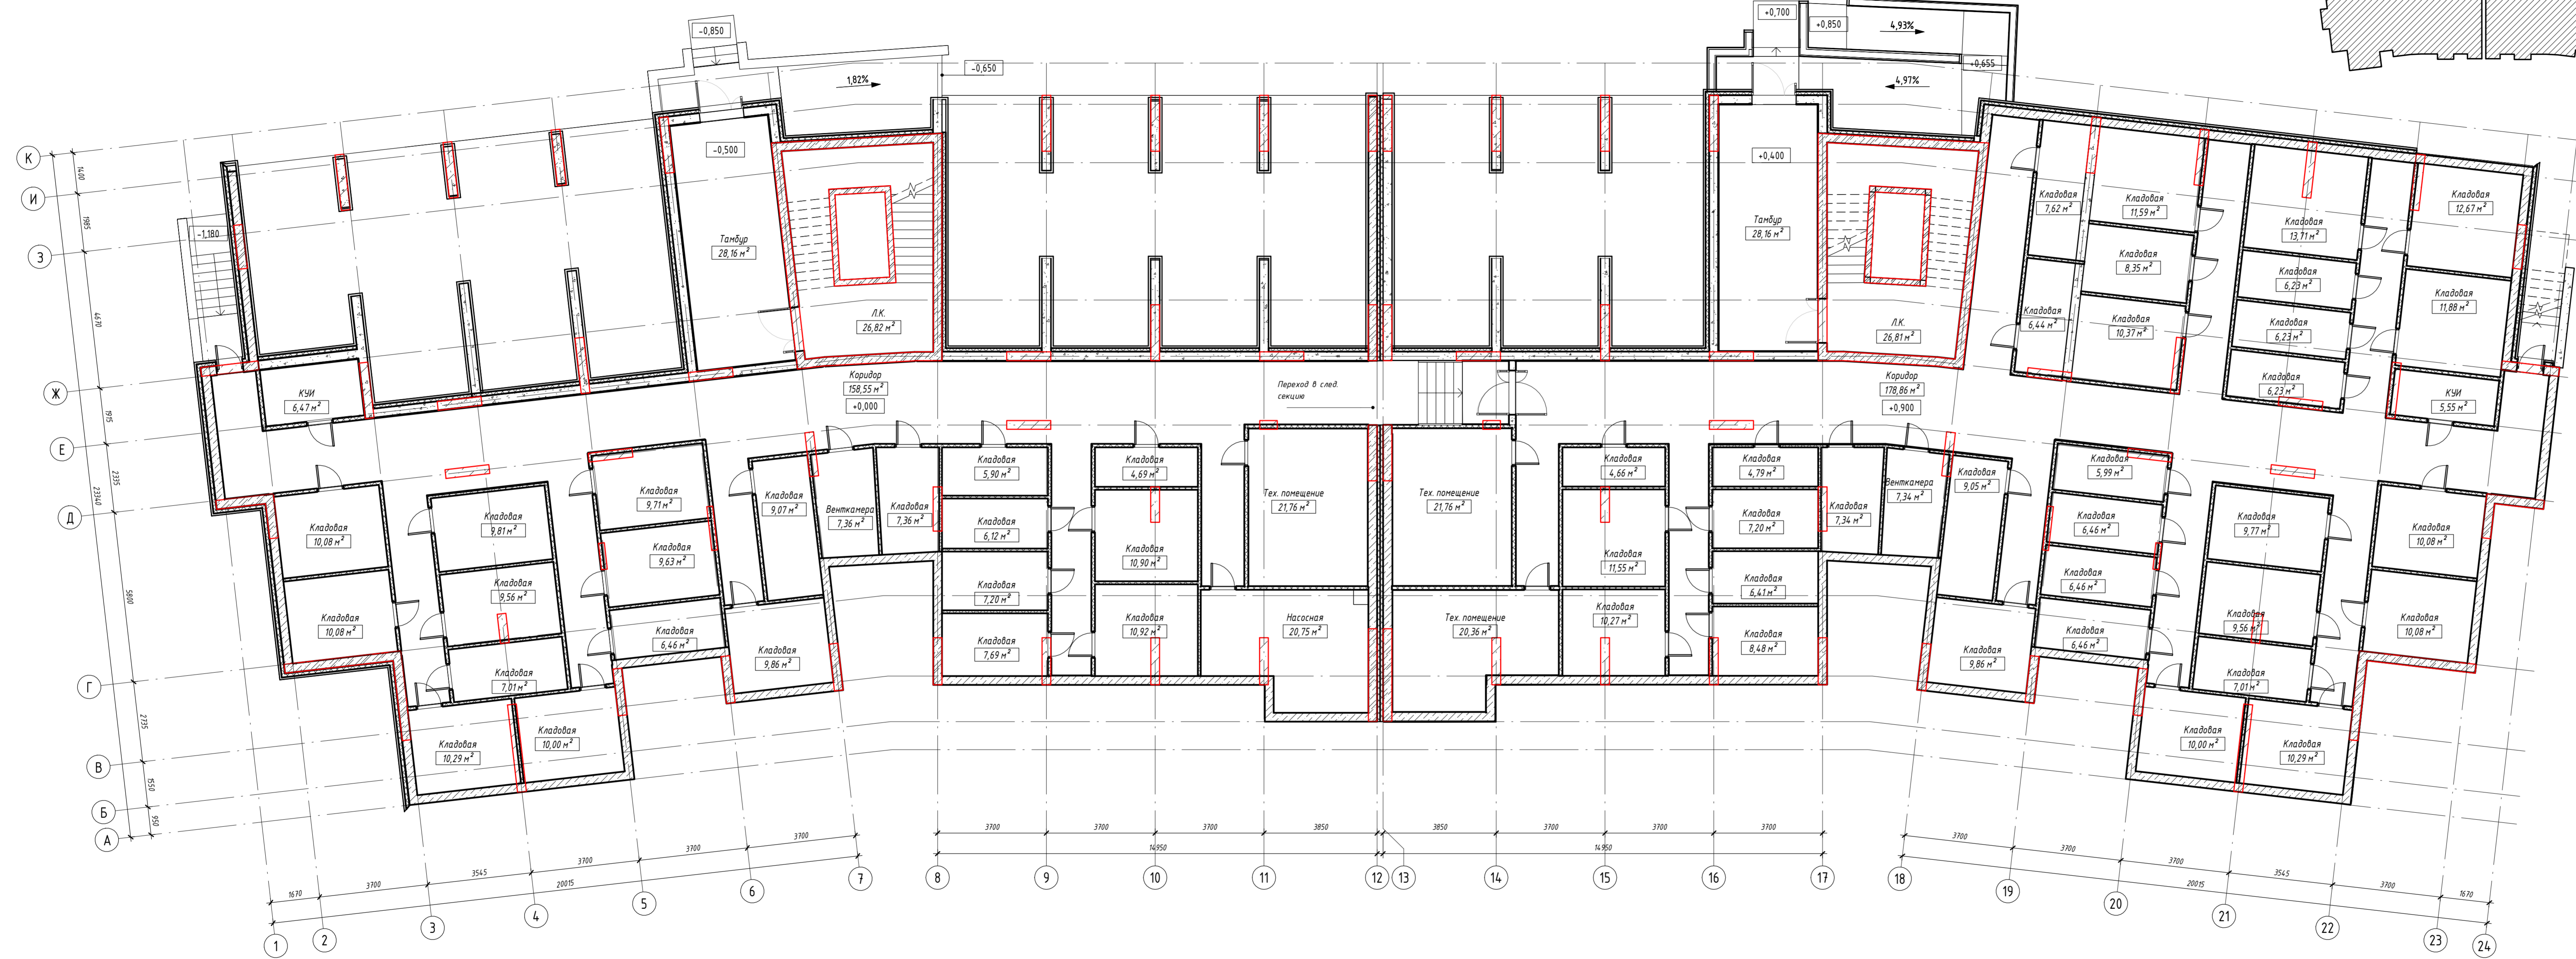 -0,850
1,82%
-0,650
+0,700
+0,850
4,93%
+0,655
4,97%
К
И
З
Ж
Е
Д
Г
В
Б
А
1400
1985
4670
1915
2335
23340
5800
2735
1550
950
-1,180
-0,500
Тамбур
28,16 м²
Л.К.
26,82 м²
КУИ
6,47 м²
Коридор
158,55 м²
+0,000
Переход в след.
секцию
+0,400
Тамбур
28,16 м²
Л.К.
26,81 м²
Коридор
178,86 м²
+0,900
Кладовая
7,62 м²
Кладовая
11,59 м²
Кладовая
8,35 м²
Кладовая
6,44 м²
Кладовая
10,37 м²
Кладовая
13,71 м²
Кладовая
6,23 м²
Кладовая
6,23 м²
Кладовая
6,23 м²
Кладовая
12,67 м²
Кладовая
11,88 м²
КУИ
5,55 м²
Кладовая
10,08 м²
Кладовая
10,08 м²
Кладовая
9,81 м²
Кладовая
9,56 м²
Кладовая
7,01 м²
Кладовая
10,29 м²
Кладовая
10,00 м²
Кладовая
9,71 м²
Кладовая
9,63 м²
Кладовая
6,46 м²
Кладовая
9,07 м²
Кладовая
9,86 м²
Венткамера
7,36 м²
Кладовая
7,36 м²
Кладовая
5,90 м²
Кладовая
6,12 м²
Кладовая
7,20 м²
Кладовая
7,69 м²
Кладовая
4,69 м²
Кладовая
10,90 м²
Кладовая
10,92 м²
Тех. помещение
21,76 м²
Насосная
20,75 м²
Тех. помещение
21,76 м²
Тех. помещение
20,36 м²
Кладовая
4,66 м²
Кладовая
11,55 м²
Кладовая
10,27 м²
Кладовая
4,79 м²
Кладовая
7,20 м²
Кладовая
6,41 м²
Кладовая
8,48 м²
Кладовая
7,34 м²
Венткамера
7,34 м²
Кладовая
9,05 м²
Кладовая
9,86 м²
Кладовая
5,99 м²
Кладовая
6,46 м²
Кладовая
6,46 м²
Кладовая
6,46 м²
Кладовая
9,77 м²
Кладовая
9,56 м²
Кладовая
7,01 м²
Кладовая
10,00 м²
Кладовая
10,29 м²
Кладовая
10,08 м²
Кладовая
10,08 м²
1670
3700
3545
3700
3700
3700
20015
3700
3700
3700
3850
14950
3850
3700
3700
3700
14950
3700
3700
3700
3545
3700
1670
20015
1
2
3
4
5
6
7
8
9
10
11
12
13
14
15
16
17
18
19
20
21
22
23
24